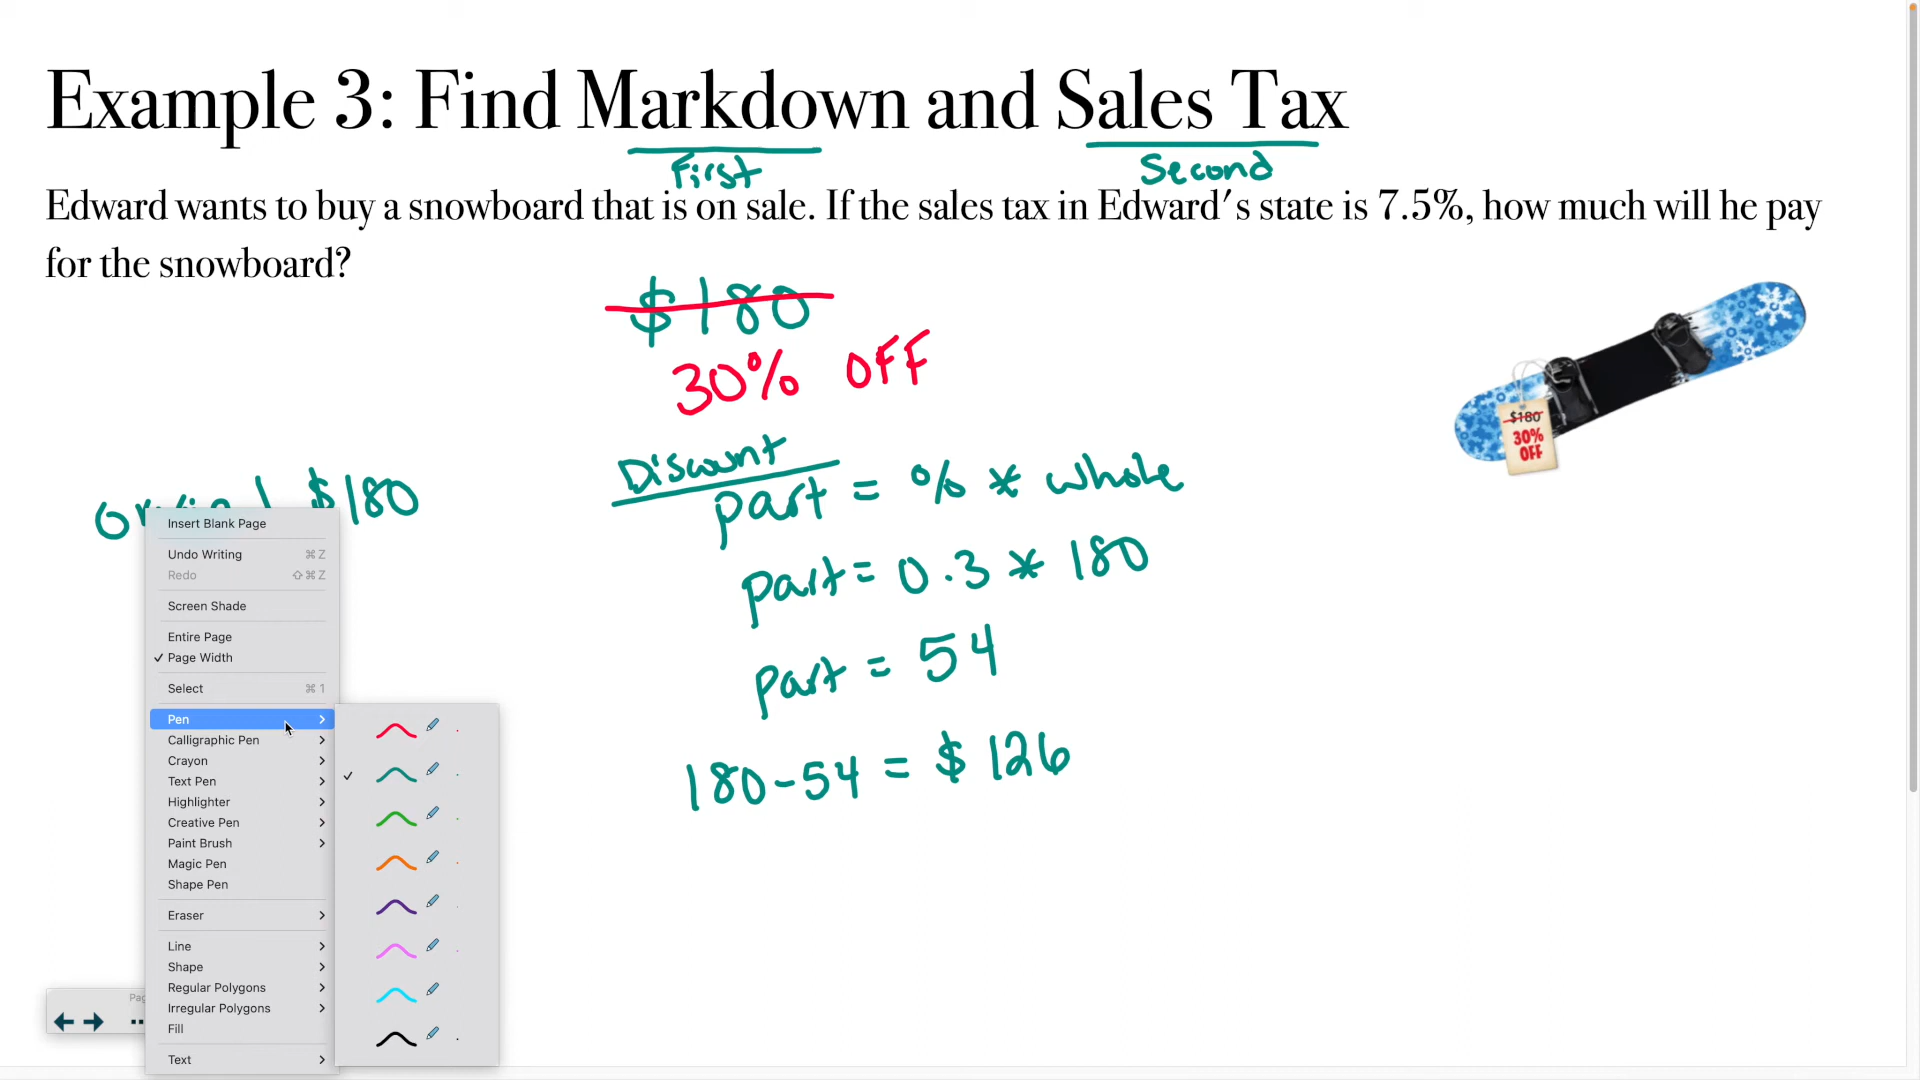 Example 3: Find Markdown and Sales Tax
First
Second
Edward wants to buy a snowboard that is on sale. If the sales tax in Edward's state is 7.5%, how much will he pay
for the snowboard?
$180
30% OFF
$180
30%
OFF
Discount
part = % * whole
part = 0.3 * 180
part = 54
180-54 = $126
$180
Insert Blank Page
Undo Writing ⌘Z
Redo ⇧⌘Z
Screen Shade
Entire Page
✓ Page Width
Select ⌘1
Pen
Calligraphic Pen
Crayon
Text Pen
Highlighter
Creative Pen
Paint Brush
Magic Pen
Shape Pen
Eraser
Line
Shape
Regular Polygons
Irregular Polygons
Fill
Text